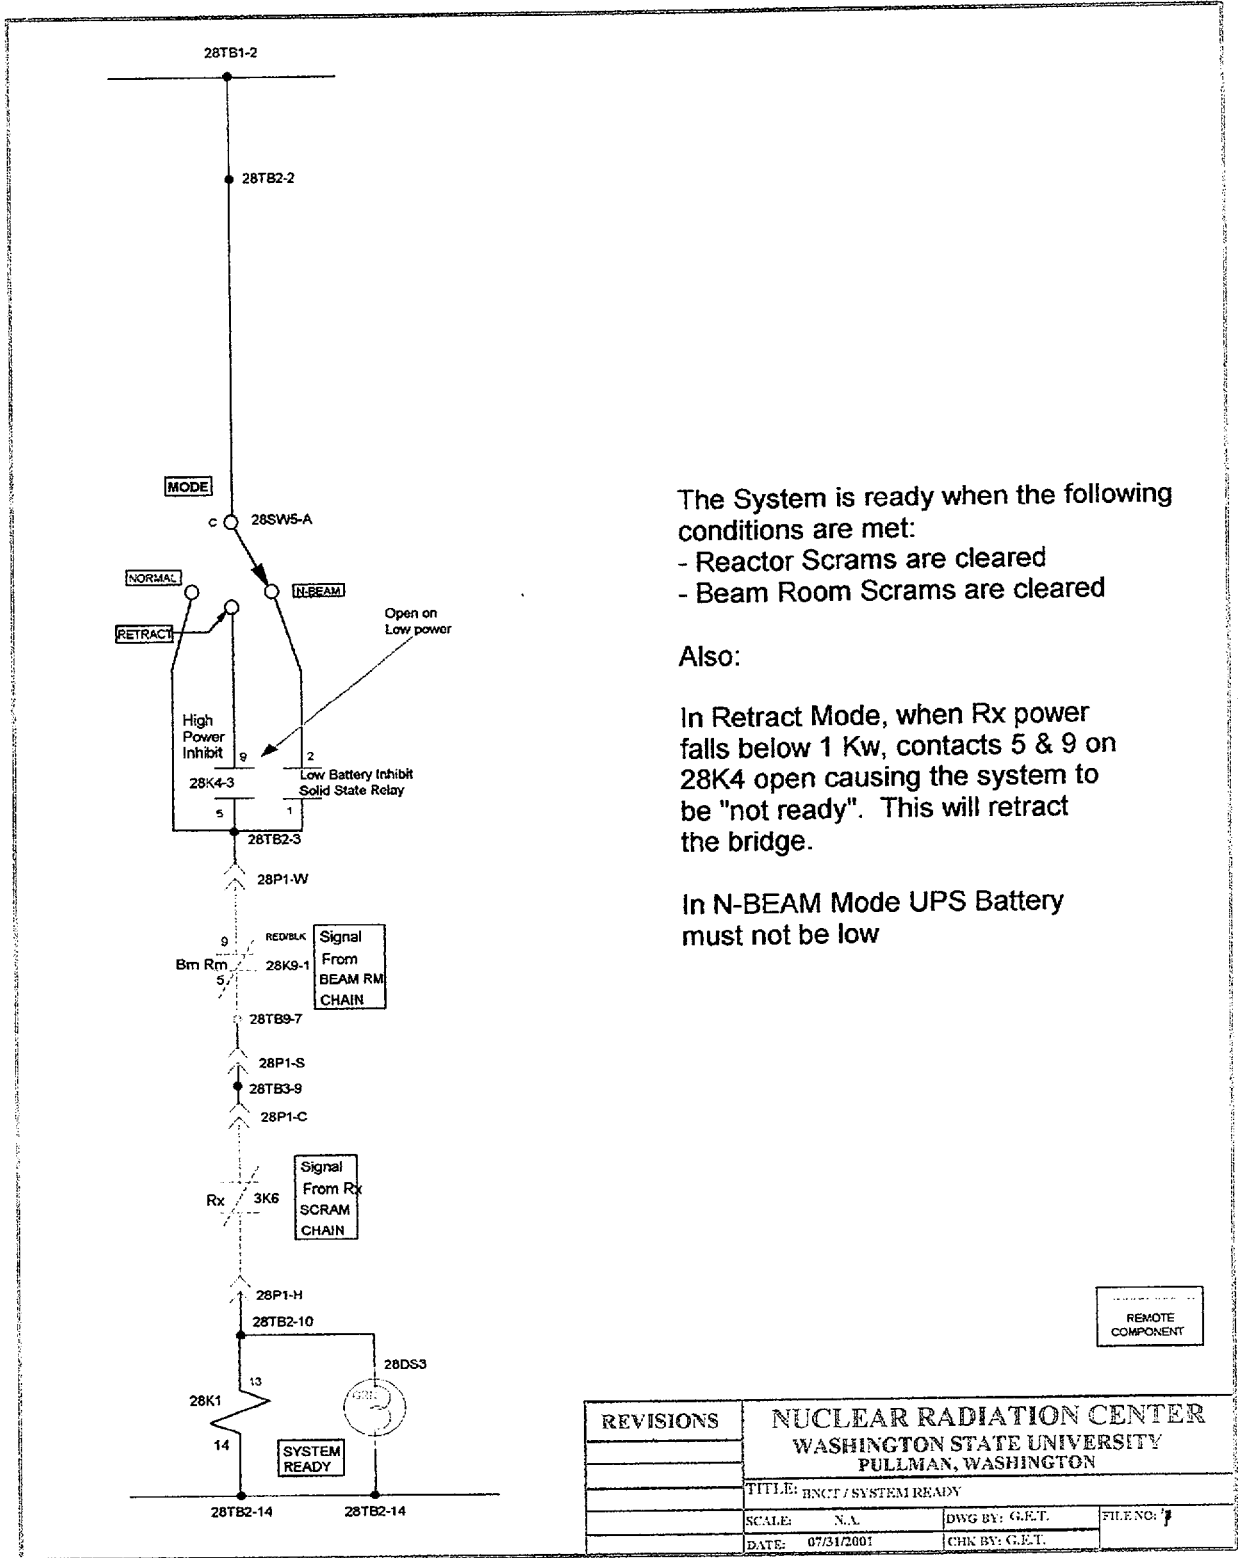 28TB1-2
28TB2-2
MODE
C
28SW5-A
NORMAL
N-BEAM
RETRACT
Open on
Low power
High
Power
Inhibit
9
2
28K4-3
Low Battery Inhibit
Solid State Relay
5
1
28TB2-3
28P1-W
9
RED/BLK
Bm Rm
28K9-1
5
Signal
From
BEAM RM
CHAIN
28TB9-7
28P1-S
28TB3-9
28P1-C
Rx
3K6
Signal
From Rx
SCRAM
CHAIN
28P1-H
28TB2-10
28DS3
13
28K1
14
SYSTEM
READY
28TB2-14
28TB2-14
The System is ready when the following
conditions are met:
- Reactor Scrams are cleared
- Beam Room Scrams are cleared
Also:
In Retract Mode, when Rx power
falls below 1 Kw, contacts 5 & 9 on
28K4 open causing the system to
be "not ready". This will retract
the bridge.
In N-BEAM Mode UPS Battery
must not be low
REMOTE
COMPONENT
REVISIONS
NUCLEAR RADIATION CENTER
WASHINGTON STATE UNIVERSITY
PULLMAN, WASHINGTON
TITLE: BNCT / SYSTEM READY
SCALE: N.A.
DWG BY: G.E.T.
FILE NO:
DATE: 07/31/2001
CHK BY: G.E.T.